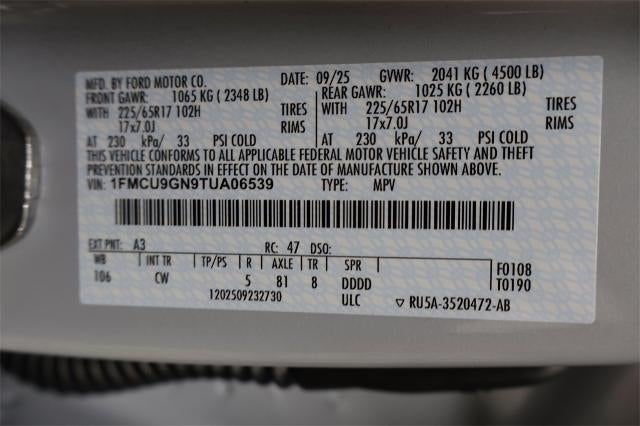 MFD. BY FORD MOTOR CO. DATE: 09/25 GVWR: 2041 KG ( 4500 LB)
FRONT GAWR: 1065 KG ( 2348 LB) REAR GAWR: 1025 KG ( 2260 LB)
WITH 225/65R17 102H TIRES WITH 225/65R17 102H TIRES
17x7.0J RIMS 17x7.0J RIMS
AT 230 kPa/ 33 PSI COLD AT 230 kPa/ 33 PSI COLD
THIS VEHICLE CONFORMS TO ALL APPLICABLE FEDERAL MOTOR VEHICLE SAFETY AND THEFT
PREVENTION STANDARDS IN EFFECT ON THE DATE OF MANUFACTURE SHOWN ABOVE.
VIN: 1FMCU9GN9TUA06539 TYPE: MPV
EXT PNT: A3 RC: 47 DSO:
WB INT TR TP/PS R AXLE TR SPR F0108
106 CW 5 81 8 DDDD T0190
1202509232730 ULC ▽ RU5A-3520472-AB